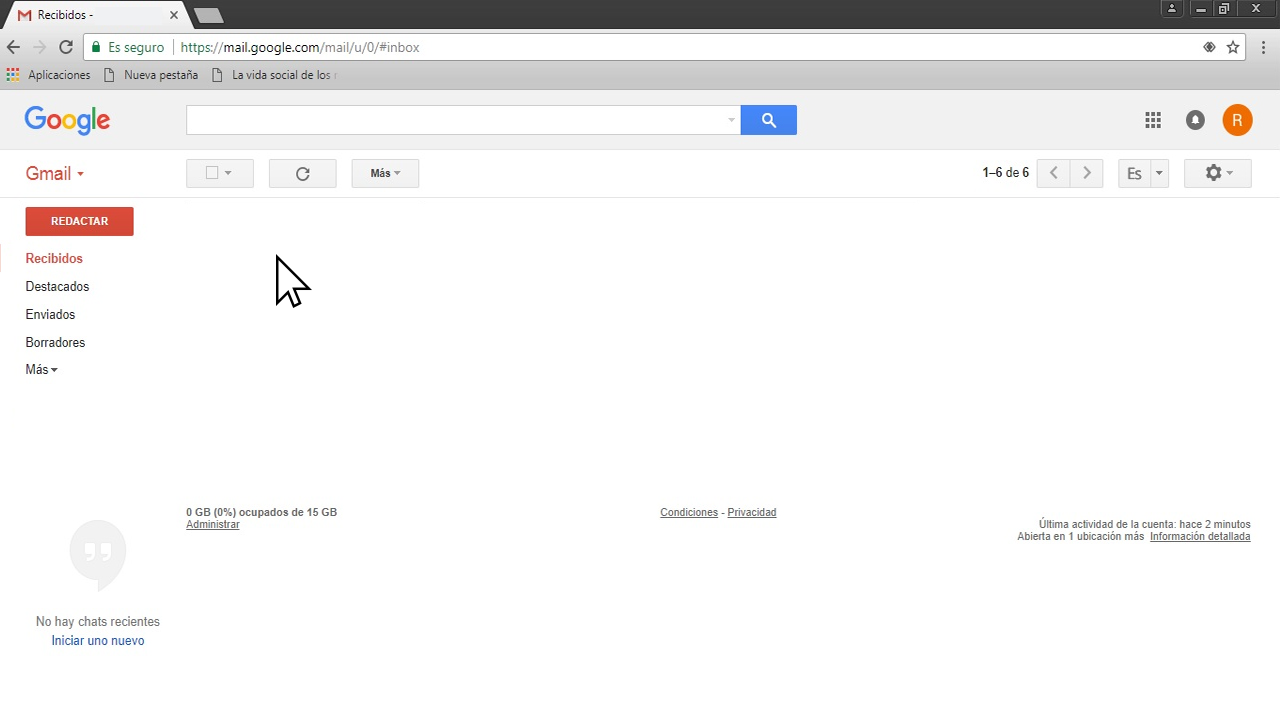 Recibidos -
Es seguro https://mail.google.com/mail/u/0/#inbox
Aplicaciones Nueva pestaña La vida social de los
Google R
Gmail Más 1–6 de 6 Es
REDACTAR
Recibidos
Destacados
Enviados
Borradores
Más
0 GB (0%) ocupados de 15 GB
Administrar
Condiciones - Privacidad
Última actividad de la cuenta: hace 2 minutos
Abierta en 1 ubicación más Información detallada
No hay chats recientes
Iniciar uno nuevo